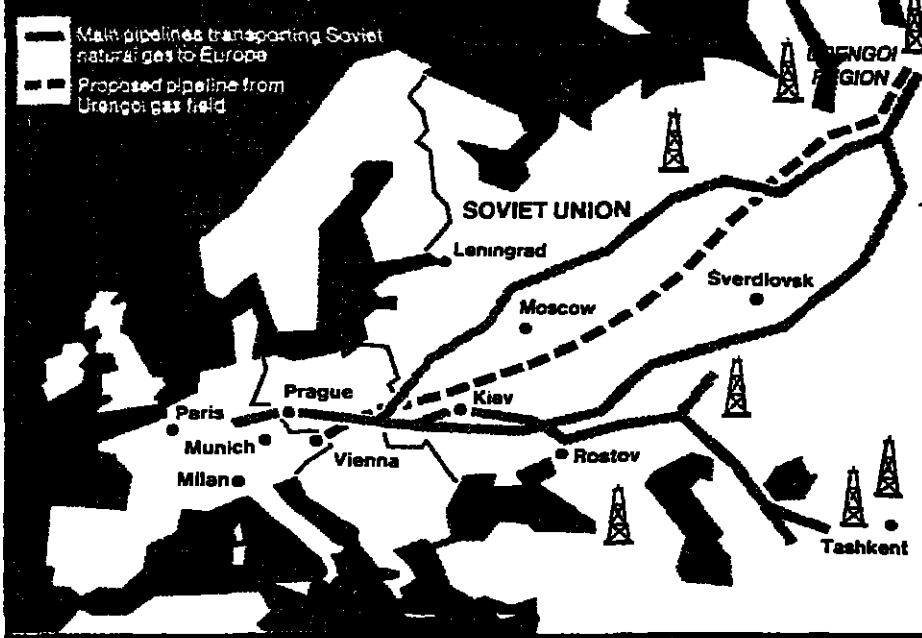 Main pipelines transporting Soviet
natural gas to Europe
Proposed pipeline from
Urengoi gas field
URENGOI
REGION
SOVIET UNION
Leningrad
Sverdlovsk
Moscow
Prague
Kiev
Paris
Munich
Vienna
Rostov
Milan
Tashkent